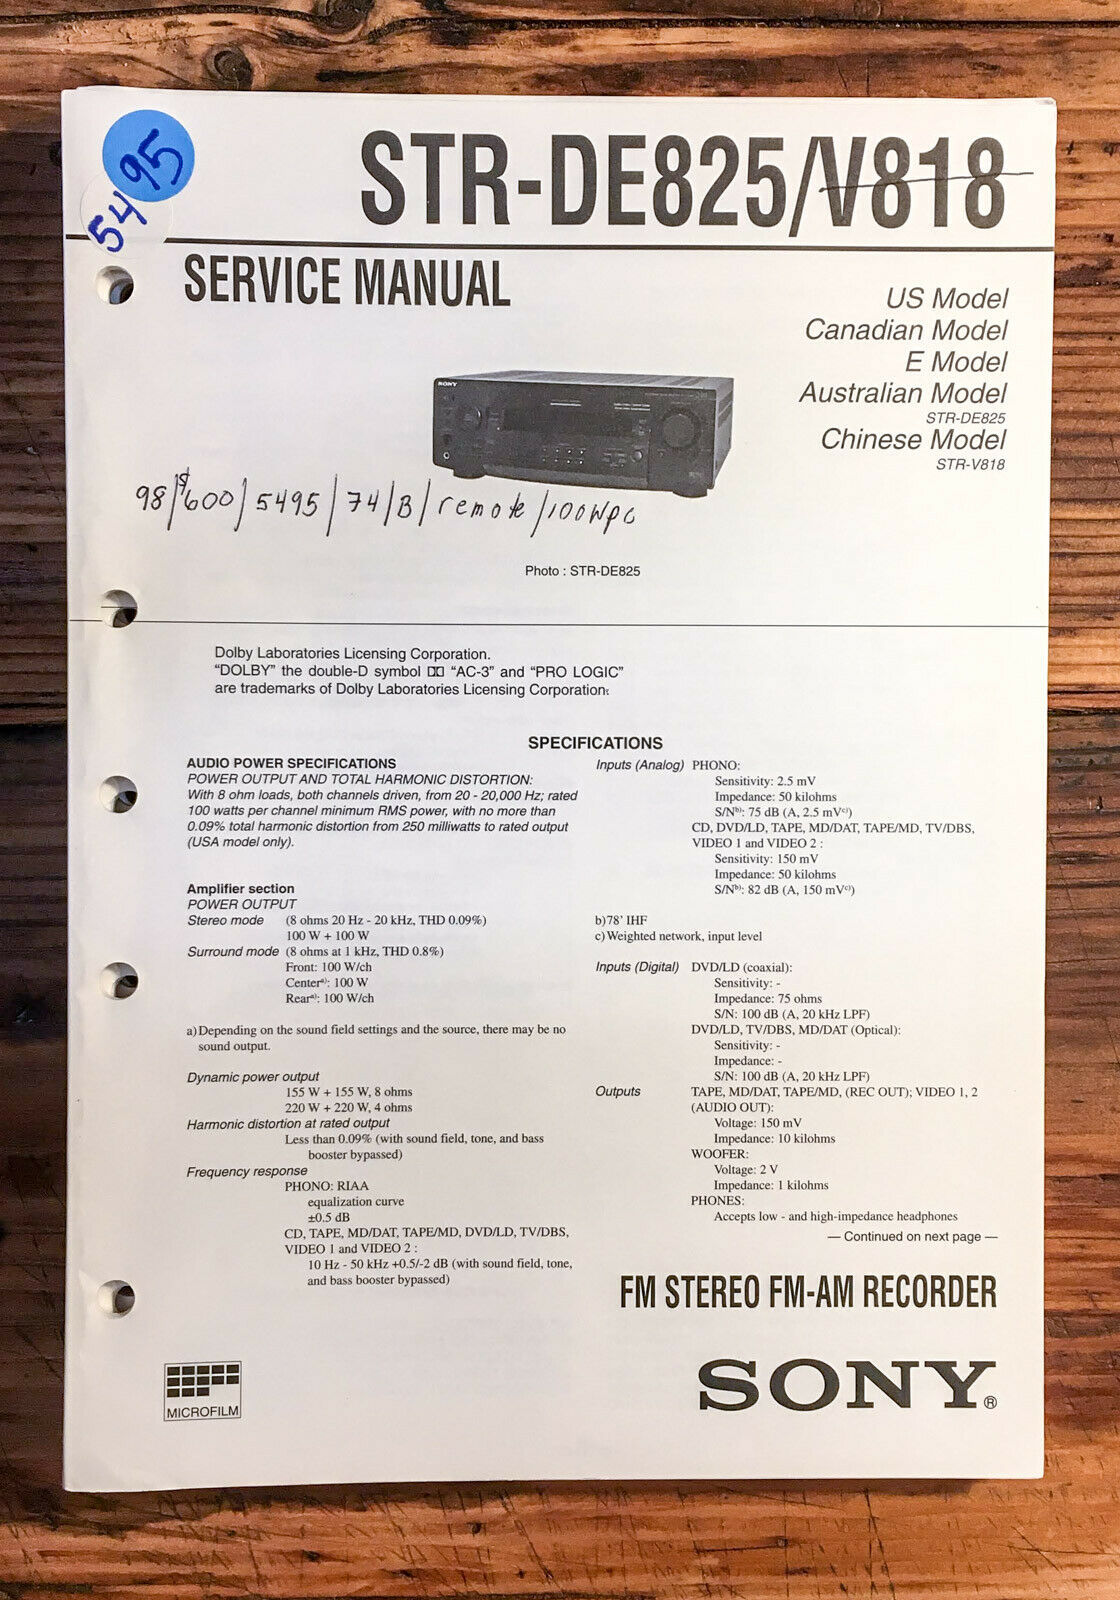 5495
STR-DE825/V818
SERVICE MANUAL
US Model
Canadian Model
E Model
Australian Model
STR-DE825
Chinese Model
STR-V818
SONY
98/$600/5495/74/B/remote/100WPC
Photo : STR-DE825
Dolby Laboratories Licensing Corporation.
“DOLBY” the double-D symbol “AC-3” and “PRO LOGIC”
are trademarks of Dolby Laboratories Licensing Corporation.
SPECIFICATIONS
AUDIO POWER SPECIFICATIONS
POWER OUTPUT AND TOTAL HARMONIC DISTORTION:
With 8 ohm loads, both channels driven, from 20 - 20,000 Hz; rated
100 watts per channel minimum RMS power, with no more than
0.09% total harmonic distortion from 250 milliwatts to rated output
(USA model only).
Amplifier section
POWER OUTPUT
Stereo mode (8 ohms 20 Hz - 20 kHz, THD 0.09%)
100 W + 100 W
Surround mode (8 ohms at 1 kHz, THD 0.8%)
Front: 100 W/ch
Centera): 100 W
Reara): 100 W/ch
a) Depending on the sound field settings and the source, there may be no
sound output.
Dynamic power output
155 W + 155 W, 8 ohms
220 W + 220 W, 4 ohms
Harmonic distortion at rated output
Less than 0.09% (with sound field, tone, and bass
booster bypassed)
Frequency response
PHONO: RIAA
equalization curve
±0.5 dB
CD, TAPE, MD/DAT, TAPE/MD, DVD/LD, TV/DBS,
VIDEO 1 and VIDEO 2 :
10 Hz - 50 kHz +0.5/-2 dB (with sound field, tone,
and bass booster bypassed)
Inputs (Analog) PHONO:
Sensitivity: 2.5 mV
Impedance: 50 kilohms
S/Nb): 75 dB (A, 2.5 mVc))
CD, DVD/LD, TAPE, MD/DAT, TAPE/MD, TV/DBS,
VIDEO 1 and VIDEO 2 :
Sensitivity: 150 mV
Impedance: 50 kilohms
S/Nb): 82 dB (A, 150 mVc))
b)78' IHF
c) Weighted network, input level
Inputs (Digital) DVD/LD (coaxial):
Sensitivity: -
Impedance: 75 ohms
S/N: 100 dB (A, 20 kHz LPF)
DVD/LD, TV/DBS, MD/DAT (Optical):
Sensitivity: -
Impedance: -
S/N: 100 dB (A, 20 kHz LPF)
Outputs TAPE, MD/DAT, TAPE/MD, (REC OUT); VIDEO 1, 2
(AUDIO OUT):
Voltage: 150 mV
Impedance: 10 kilohms
WOOFER:
Voltage: 2 V
Impedance: 1 kilohms
PHONES:
Accepts low - and high-impedance headphones
— Continued on next page —
FM STEREO FM-AM RECORDER
MICROFILM
SONY®